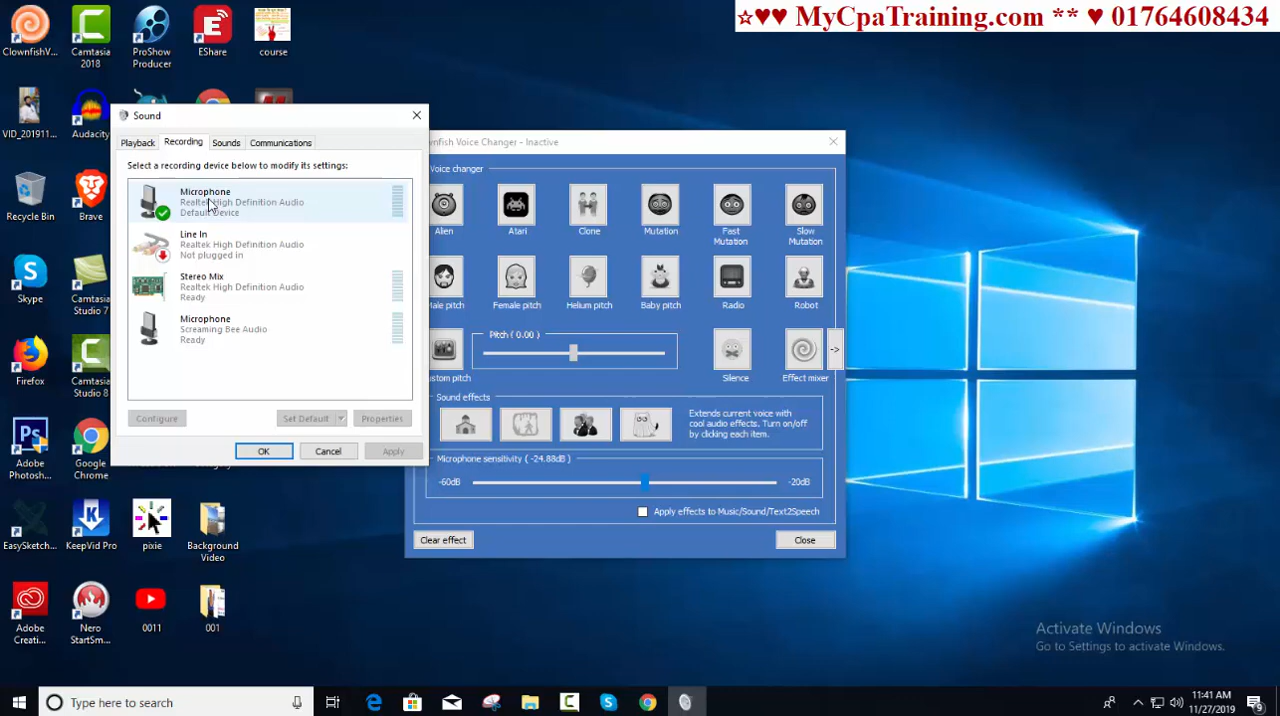 ☆♥♥ MyCpaTraining.com ** ♥ 01764608434
ClownfishV...
Camtasia 2018
ProShow Producer
EShare
course
VID_201911...
Audacity
Recycle Bin
Brave
Skype
Camtasia Studio 7
Firefox
Camtasia Studio 8
Adobe Photosh...
Google Chrome
EasySketch...
KeepVid Pro
pixie
Background Video
Adobe Creati...
Nero StartSm...
0011
001
Sound
Playback
Recording
Sounds
Communications
Select a recording device below to modify its settings:
Microphone
Realtek High Definition Audio
Default Device
Line In
Realtek High Definition Audio
Not plugged in
Stereo Mix
Realtek High Definition Audio
Ready
Microphone
Screaming Bee Audio
Ready
Configure
Set Default
Properties
OK
Cancel
Apply
nfish Voice Changer - Inactive
Voice changer
Alien
Atari
Clone
Mutation
Fast Mutation
Slow Mutation
ale pitch
Female pitch
Helium pitch
Baby pitch
Radio
Robot
Pitch ( 0.00 )
->
stom pitch
Silence
Effect mixer
Sound effects
Extends current voice with
cool audio effects. Turn on/off
by clicking each item.
Microphone sensitivity ( -24.88dB )
-60dB
-20dB
Apply effects to Music/Sound/Text2Speech
Clear effect
Close
Activate Windows
Go to Settings to activate Windows.
Type here to search
11:41 AM
11/27/2019
9